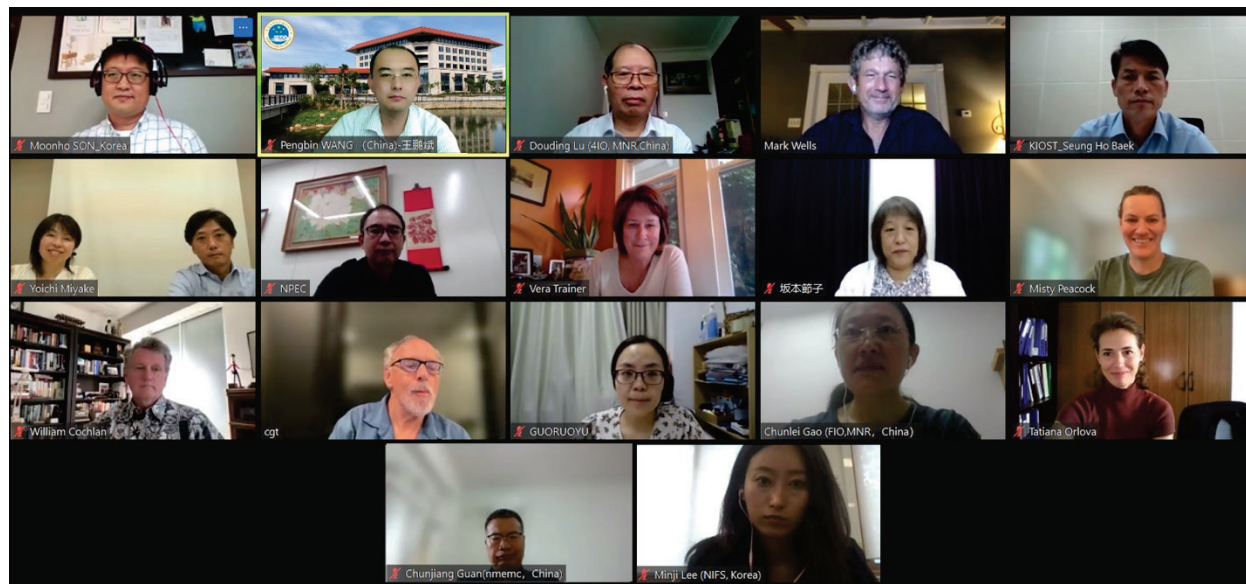 Moonho SON_Korea
Pengbin WANG （China)-王鹏斌
Douding Lu (4IO, MNR,China)
Mark Wells
KIOST_Seung Ho Baek
Yoichi Miyake
NPEC
Vera Trainer
坂本節子
Misty Peacock
William Cochlan
cgt
GUORUOYU
Chunlei Gao (FIO,MNR，China)
Tatiana Orlova
Chunjiang Guan(nmemc，China)
Minji Lee (NIFS, Korea)